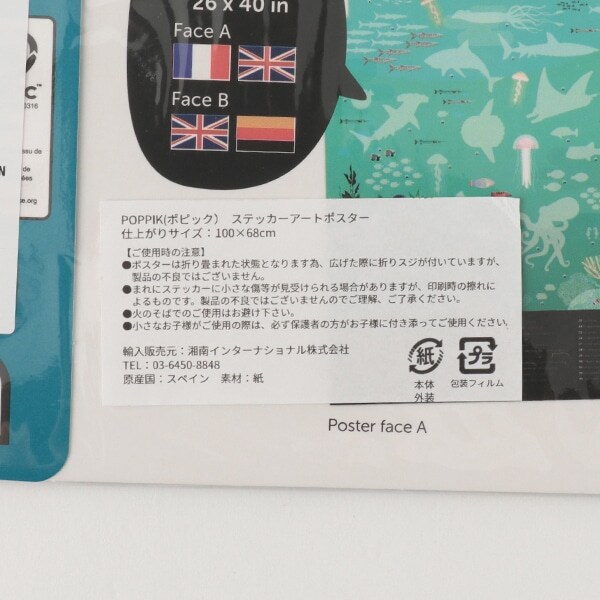 26 x 40 in
Face A
Face B
C™
0316
POPPIK(ポピック) ステッカーアートポスター
仕上がりサイズ：100×68cm
【ご使用時の注意】
●ポスターは折り畳まれた状態となります為、広げた際に折りスジが付いていますが、
製品の不良ではございません。
●まれにステッカーに小さな傷等が見受けられる場合がありますが、印刷時の擦れに
よるものです。製品の不良ではございませんのでご理解、ご了承ください。
●火のそばでのご使用はお避け下さい。
●小さなお子様がご使用の際は、必ず保護者の方がお子様に付き添ってご使用ください。
輸入販売元：湘南インターナショナル株式会社
TEL：03-6450-8848
原産国：スペイン 素材：紙
紙
本体
外装
プラ
包装フィルム
Poster face A